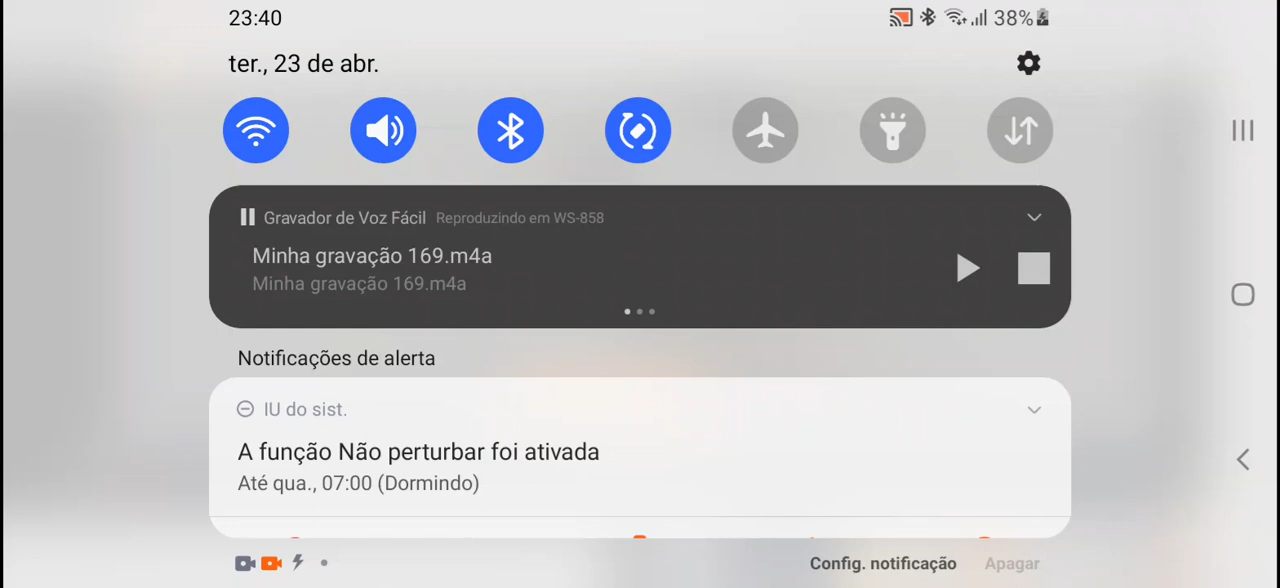 23:40
38%
ter., 23 de abr.
Gravador de Voz Fácil Reproduzindo em WS-858
Minha gravação 169.m4a
Minha gravação 169.m4a
Notificações de alerta
IU do sist.
A função Não perturbar foi ativada
Até qua., 07:00 (Dormindo)
Config. notificação Apagar